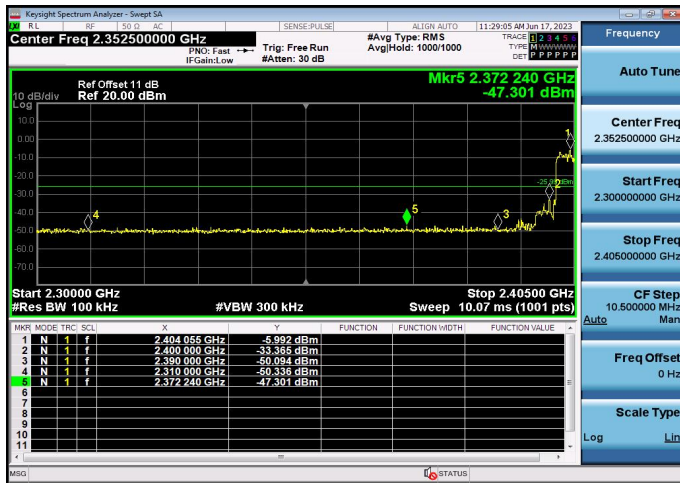 Keysight Spectrum Analyzer - Swept SA
RL RF 50 Ω AC SENSE:PULSE ALIGN AUTO 11:29:05 AM Jun 17, 2023
Center Freq 2.352500000 GHz #Avg Type: RMS TRACE 1 2 3 4 5 6
PNO: Fast Trig: Free Run Avg|Hold: 1000/1000 TYPE M W W W W W
IFGain:Low #Atten: 30 dB DET P P P P P P
Mkr5 2.372 240 GHz
-47.301 dBm
Ref Offset 11 dB
10 dB/div Ref 20.00 dBm
Log
10.0
0.00
-10.0
-20.0
-30.0
-40.0
-50.0
-60.0
-70.0
1
2
3
4
5
Start 2.30000 GHz Stop 2.40500 GHz
#Res BW 100 kHz #VBW 300 kHz Sweep 10.07 ms (1001 pts)
MKR MODE TRC SCL X Y FUNCTION FUNCTION WIDTH FUNCTION VALUE
1 N 1 f 2.404 055 GHz -5.992 dBm
2 N 1 f 2.400 000 GHz -33.365 dBm
3 N 1 f 2.390 000 GHz -50.094 dBm
4 N 1 f 2.310 000 GHz -50.336 dBm
5 N 1 f 2.372 240 GHz -47.301 dBm
6
7
8
9
10
11
MSG STATUS
Frequency
Auto Tune
Center Freq
2.352500000 GHz
Start Freq
2.300000000 GHz
Stop Freq
2.405000000 GHz
CF Step
10.500000 MHz
Auto Man
Freq Offset
0 Hz
Scale Type
Log Lin